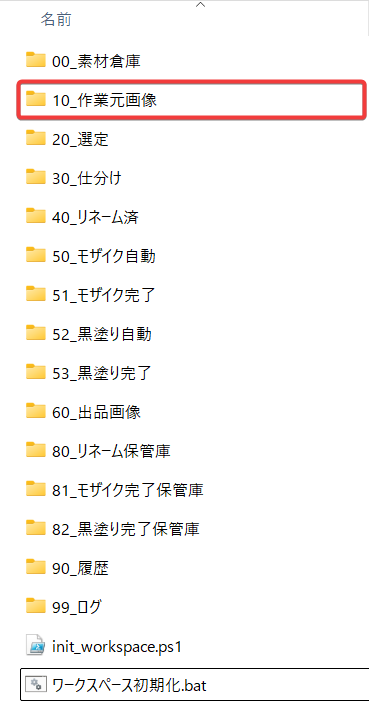 名前
00_素材倉庫
10_作業元画像
20_選定
30_仕分け
40_リネーム済
50_モザイク自動
51_モザイク完了
52_黒塗り自動
53_黒塗り完了
60_出品画像
80_リネーム保管庫
81_モザイク完了保管庫
82_黒塗り完了保管庫
90_履歴
99_ログ
init_workspace.ps1
ワークスペース初期化.bat